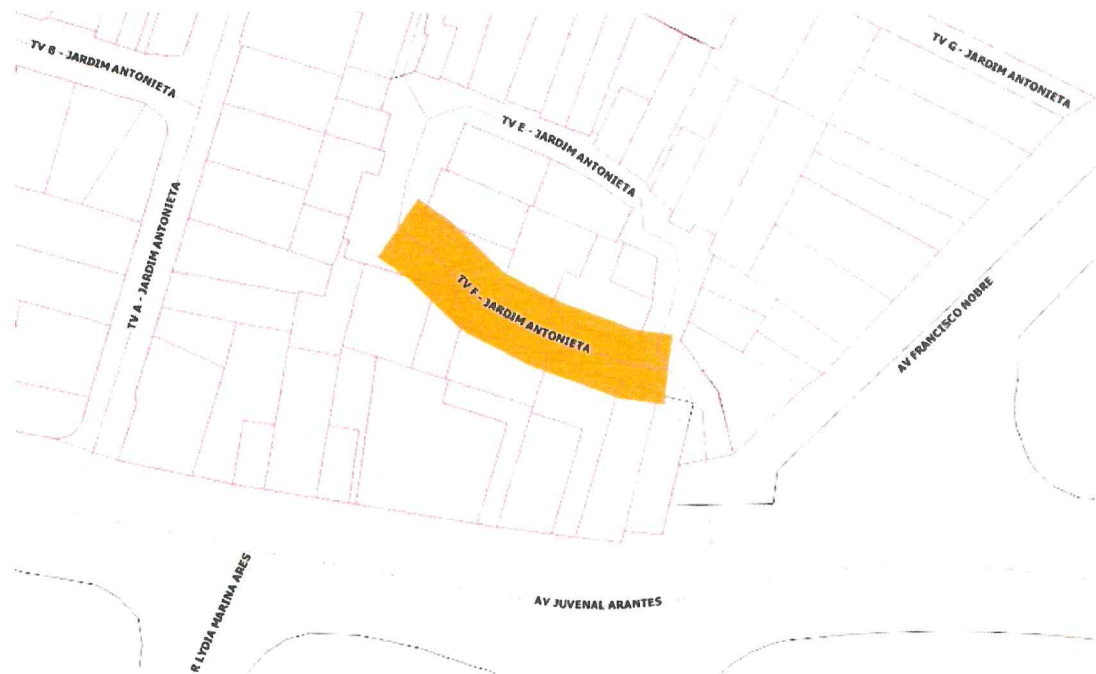 TV B - JARDIM ANTONIETA
TV G - JARDIM ANTONIETA
TV E - JARDIM ANTONIETA
TV A - JARDIM ANTONIETA
TV F - JARDIM ANTONIETA
AV FRANCISCO NOBRE
R LYDIA MARINA ARES
AV JUVENAL ARANTES